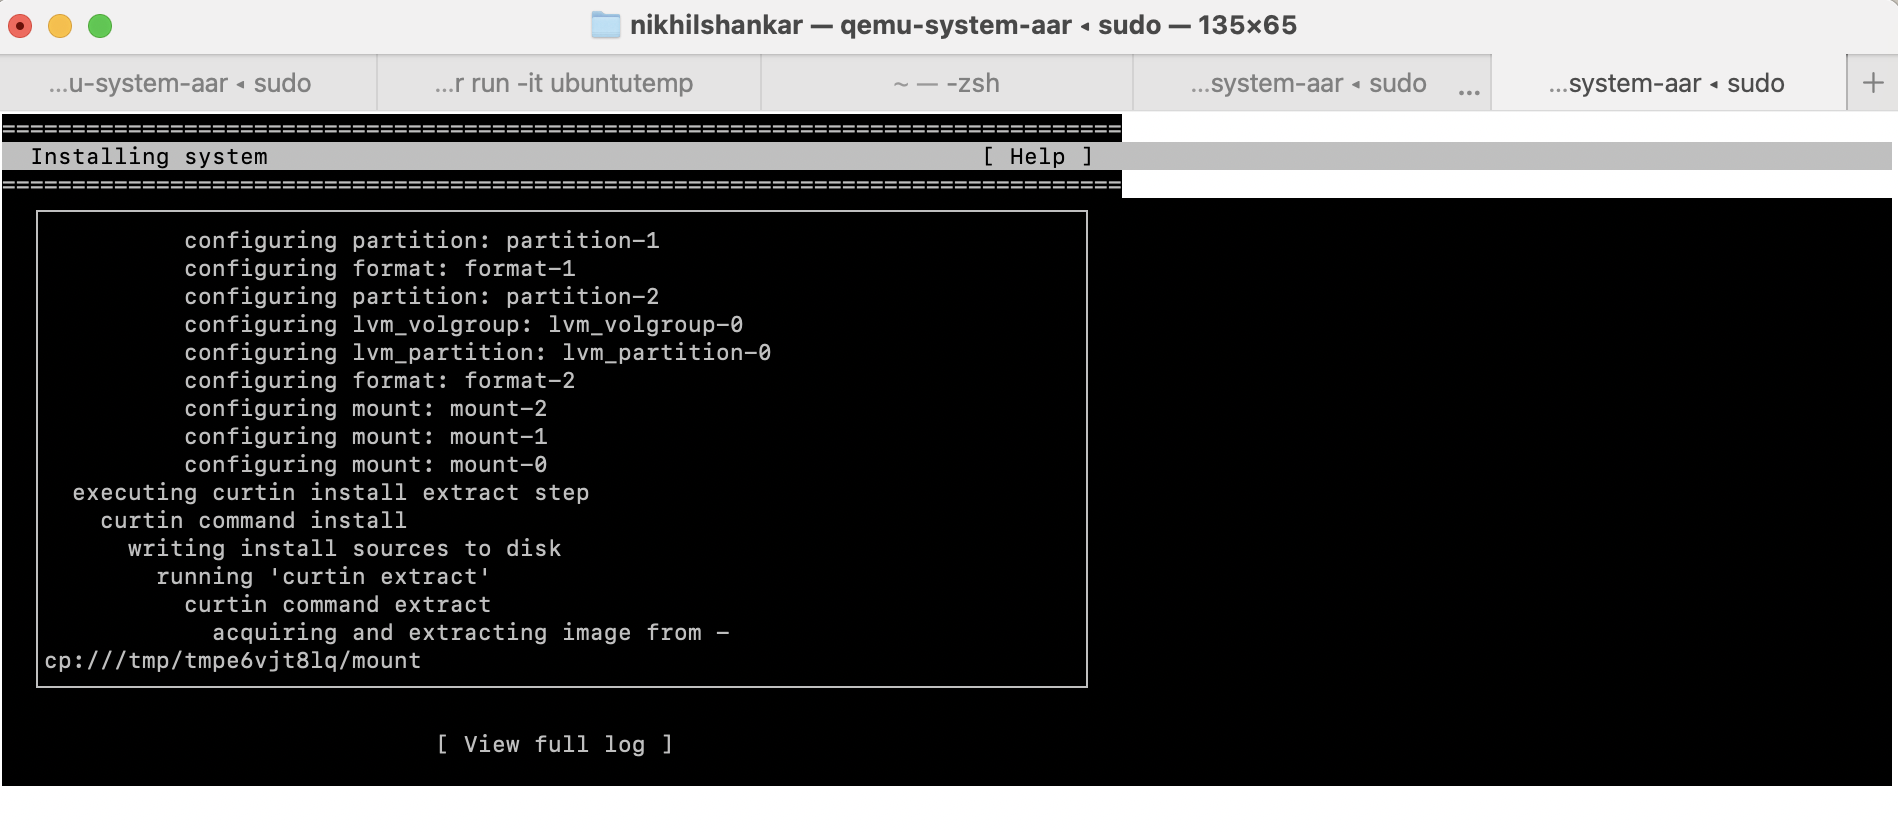 nikhilshankar — qemu-system-aar ◂ sudo — 135×65
...u-system-aar ◂ sudo
...r run -it ubuntutemp
~ — -zsh
...system-aar ◂ sudo ...
...system-aar ◂ sudo +
================================================================================
Installing system [ Help ]
================================================================================
configuring partition: partition-1
configuring format: format-1
configuring partition: partition-2
configuring lvm_volgroup: lvm_volgroup-0
configuring lvm_partition: lvm_partition-0
configuring format: format-2
configuring mount: mount-2
configuring mount: mount-1
configuring mount: mount-0
executing curtin install extract step
curtin command install
writing install sources to disk
running 'curtin extract'
curtin command extract
acquiring and extracting image from -
cp:///tmp/tmpe6vjt8lq/mount
[ View full log ]